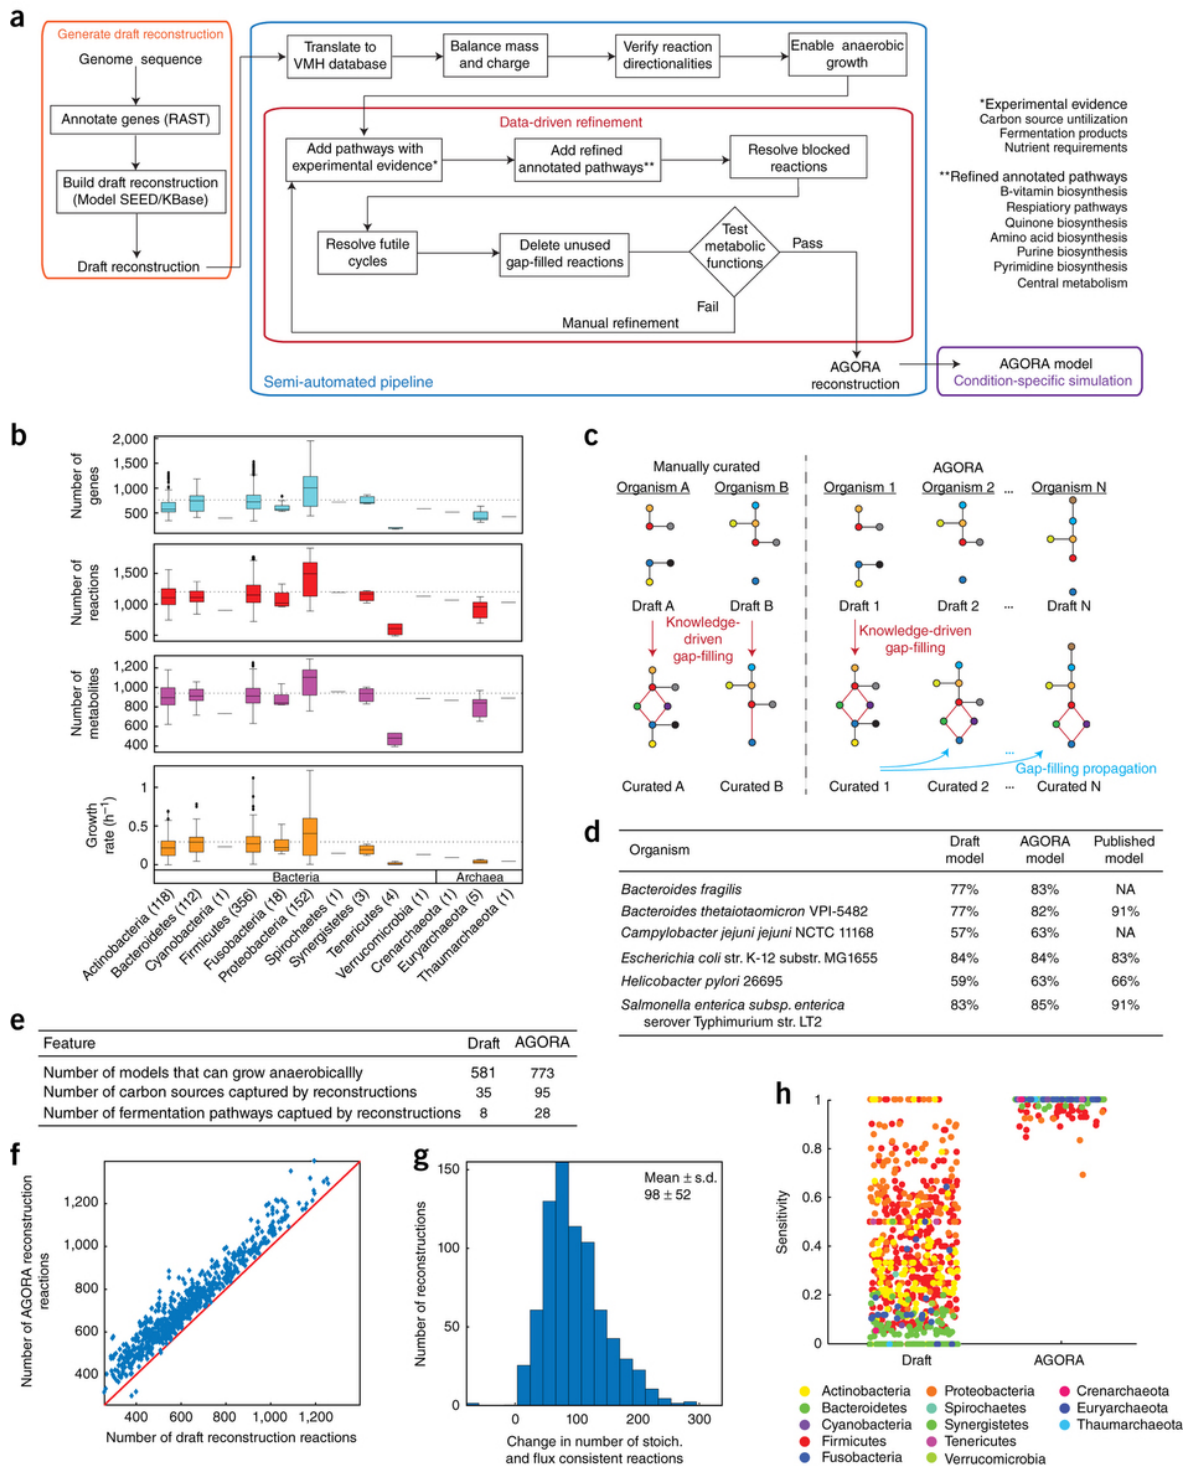 a
Generate draft reconstruction
Genome sequence
Annotate genes (RAST)
Build draft reconstruction
(Model SEED/KBase)
Draft reconstruction
Translate to
VMH database
Balance mass
and charge
Verify reaction
directionalities
Enable anaerobic
growth
Data-driven refinement
Add pathways with
experimental evidence*
Add refined
annotated pathways**
Resolve blocked
reactions
Resolve futile
cycles
Delete unused
gap-filled reactions
Test
metabolic
functions
Pass
Fail
Manual refinement
Semi-automated pipeline
AGORA
reconstruction
AGORA model
Condition-specific simulation
*Experimental evidence
Carbon source untilization
Fermentation products
Nutrient requirements
**Refined annotated pathways
B-vitamin biosynthesis
Respiatory pathways
Quinone biosynthesis
Amino acid biosynthesis
Purine biosynthesis
Pyrimidine biosynthesis
Central metabolism
b
Number of
genes
2,000
1,500
1,000
500
Number of
reactions
1,500
1,000
500
Number of
metabolites
1,200
1,000
800
600
400
Growth
rate (h⁻¹)
1
0.5
0
Bacteria
Archaea
Actinobacteria (118)
Bacteroidetes (112)
Cyanobacteria (1)
Firmicutes (356)
Fusobacteria (18)
Proteobacteria (152)
Spirochaetes (1)
Synergistetes (3)
Tenericutes (4)
Verrucomicrobia (1)
Crenarchaeota (1)
Euryarchaeota (5)
Thaumarchaeota (1)
c
Manually curated
AGORA
Organism A Organism B Organism 1 Organism 2 ... Organism N
Draft A Draft B Draft 1 Draft 2 ... Draft N
Knowledge-
driven
gap-filling
Knowledge-driven
gap-filling
...
Gap-filling propagation
Curated A Curated B Curated 1 Curated 2 ... Curated N
d
Organism Draft model AGORA model Published model
Bacteroides fragilis 77% 83% NA
Bacteroides thetaiotaomicron VPI-5482 77% 82% 91%
Campylobacter jejuni jejuni NCTC 11168 57% 63% NA
Escherichia coli str. K-12 substr. MG1655 84% 84% 83%
Helicobacter pylori 26695 59% 63% 66%
Salmonella enterica subsp. enterica 83% 85% 91%
serover Typhimurium str. LT2
e
Feature Draft AGORA
Number of models that can grow anaerobicallly 581 773
Number of carbon sources captured by reconstructions 35 95
Number of fermentation pathways captued by reconstructions 8 28
f
Number of AGORA reconstruction
reactions
1,200
1,000
800
600
400
400 600 800 1,000 1,200
Number of draft reconstruction reactions
g
Number of reconstructions
150
100
50
0
Mean ± s.d.
98 ± 52
0 100 200 300
Change in number of stoich.
and flux consistent reactions
h
Sensitivity
1
0.8
0.6
0.4
0.2
0
Draft AGORA
Actinobacteria
Bacteroidetes
Cyanobacteria
Firmicutes
Fusobacteria
Proteobacteria
Spirochaetes
Synergistetes
Tenericutes
Verrucomicrobia
Crenarchaeota
Euryarchaeota
Thaumarchaeota